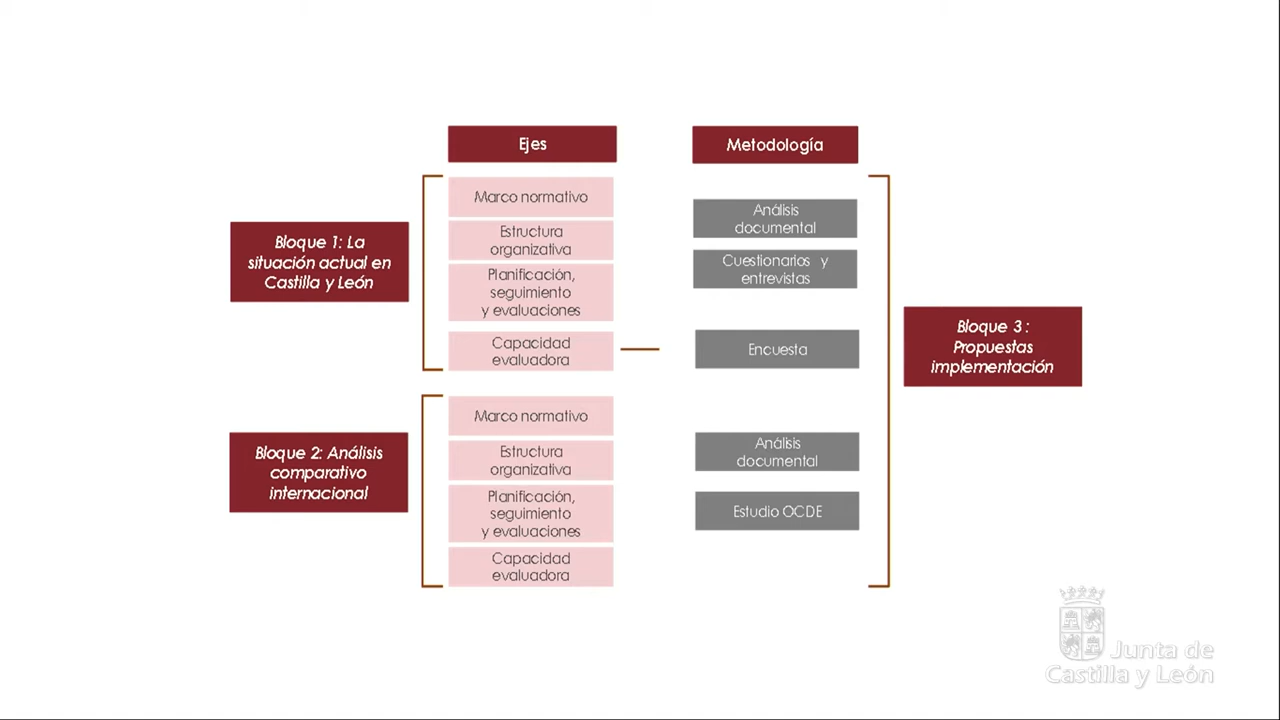 Ejes
Metodología
Bloque 1: La
situación actual en
Castilla y León
Marco normativo
Estructura
organizativa
Planificación,
seguimiento
y evaluaciones
Capacidad
evaluadora
Análisis
documental
Cuestionarios y
entrevistas
Encuesta
Bloque 2: Análisis
comparativo
internacional
Marco normativo
Estructura
organizativa
Planificación,
seguimiento
y evaluaciones
Capacidad
evaluadora
Análisis
documental
Estudio OCDE
Bloque 3 :
Propuestas
implementación
Junta de
Castilla y León